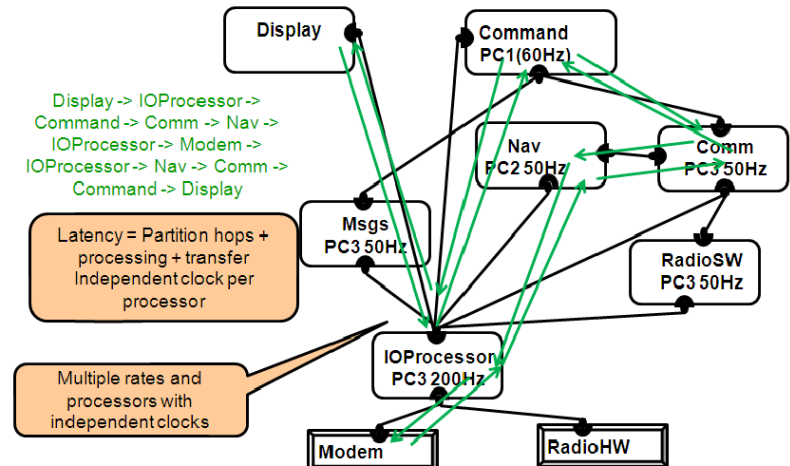 Display
Command
PC1(60Hz)
Display -> IOProcessor ->
Command -> Comm -> Nav ->
IOProcessor -> Modem ->
IOProcessor -> Nav -> Comm ->
Command -> Display
Nav
PC2 50Hz
Comm
PC3 50Hz
Msgs
PC3 50Hz
Latency = Partition hops +
processing + transfer
Independent clock per
processor
RadioSW
PC3 50Hz
IOProcessor
PC3 200Hz
Multiple rates and
processors with
independent clocks
Modem
RadioHW